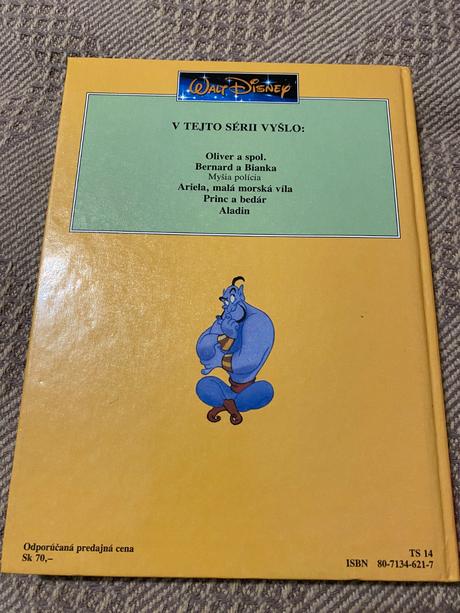 WALT DISNEY
V TEJTO SÉRII VYŠLO:
Oliver a spol.
Bernard a Bianka
Myšia polícia
Ariela, malá morská víla
Princ a bedár
Aladin
Odporúčaná predajná cena
Sk 70,–
TS 14
ISBN 80-7134-621-7